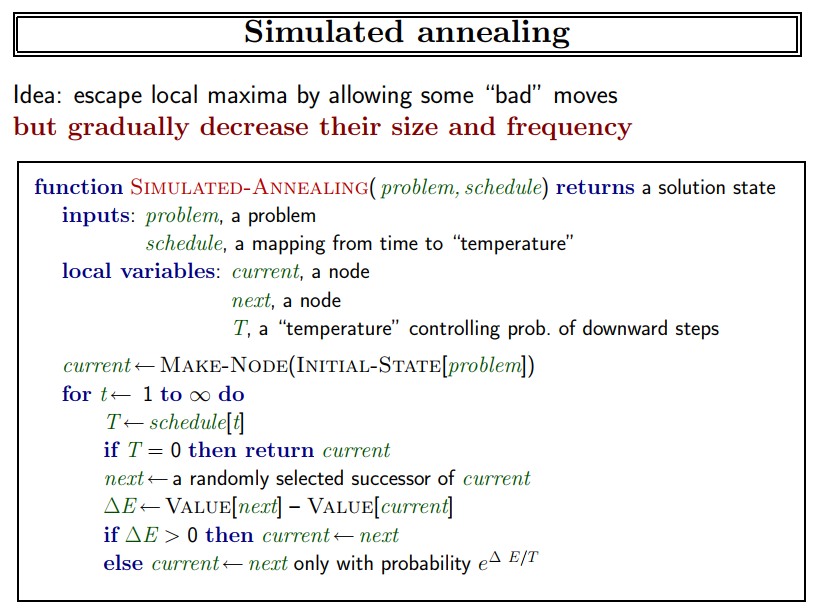 Simulated annealing
Idea: escape local maxima by allowing some “bad” moves
but gradually decrease their size and frequency
function SIMULATED-ANNEALING( problem, schedule) returns a solution state
inputs: problem, a problem
schedule, a mapping from time to “temperature”
local variables: current, a node
next, a node
T, a “temperature” controlling prob. of downward steps
current ← MAKE-NODE(INITIAL-STATE[problem])
for t ← 1 to ∞ do
T ← schedule[t]
if T = 0 then return current
next ← a randomly selected successor of current
ΔE ← VALUE[next] – VALUE[current]
if ΔE > 0 then current ← next
else current ← next only with probability e^Δ E/T